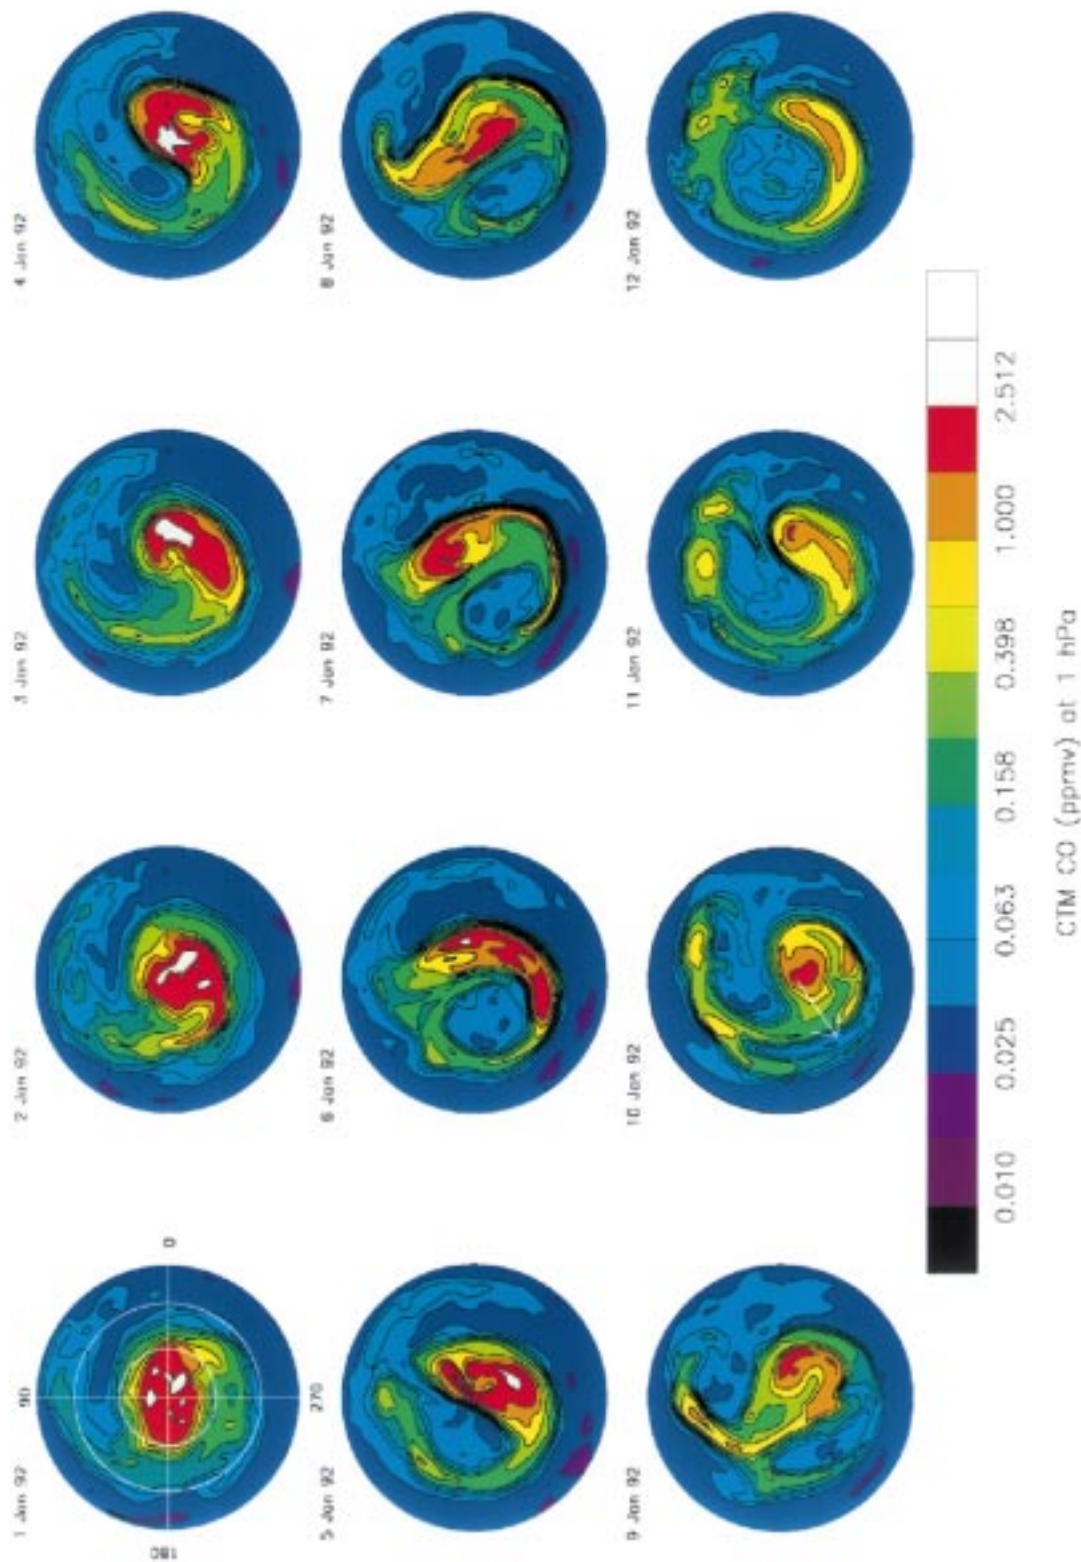 1 Jan 92
2 Jan 92
3 Jan 92
4 Jan 92
90
180
0
270
5 Jan 92
6 Jan 92
7 Jan 92
8 Jan 92
9 Jan 92
10 Jan 92
11 Jan 92
12 Jan 92
0.010 0.025 0.063 0.158 0.398 1.000 2.512
CTM CO (ppmv) at 1 hPa